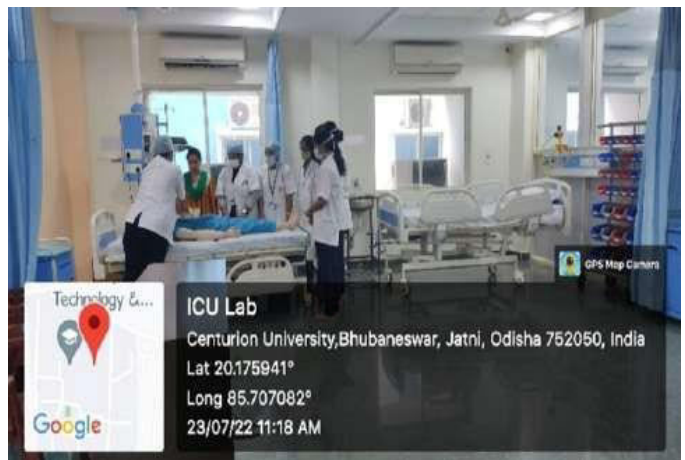 GPS Map Camera
Technology &...
Google
ICU Lab
Centurion University,Bhubaneswar, Jatni, Odisha 752050, India
Lat 20.175941°
Long 85.707082°
23/07/22 11:18 AM